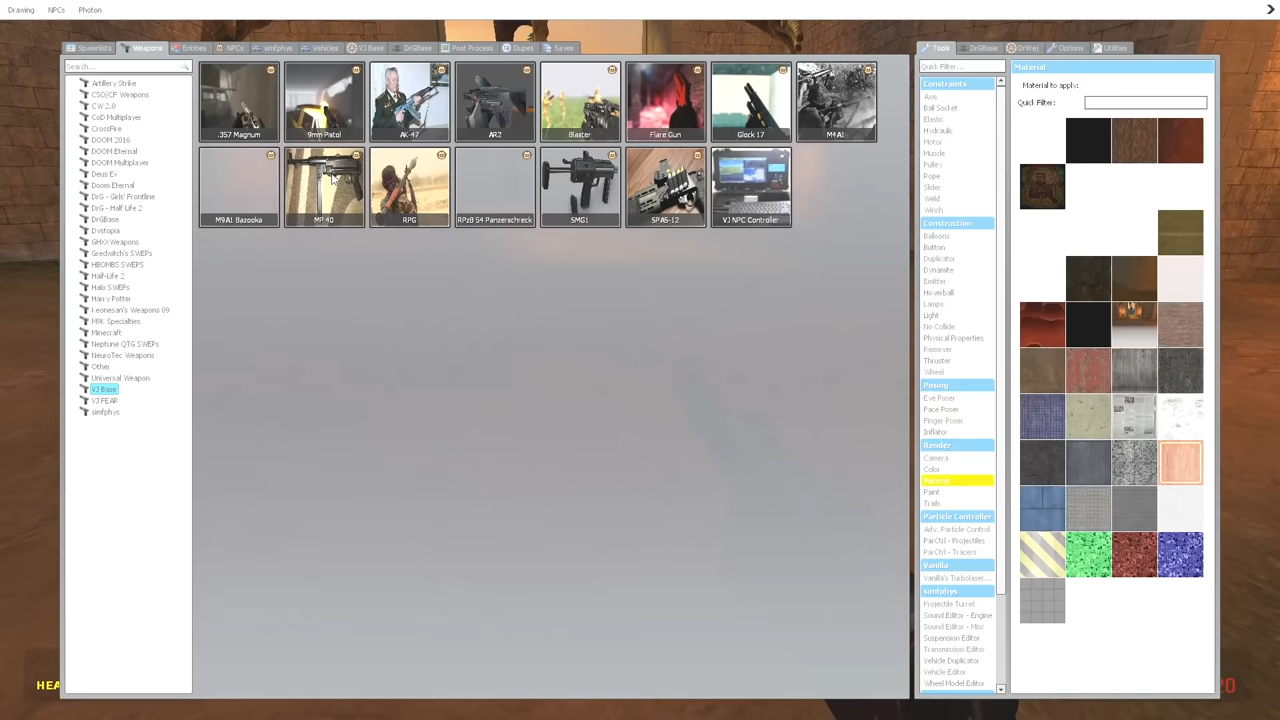 Drawing NPCs Photon
Spawnlists Weapons Entities NPCs simfphys Vehicles VJ Base DrGBase Post Process Dupes Saves
Search...
Artillery Strike
CSO/CF Weapons
CW 2.0
CoD Multiplayer
CrossFire
DOOM 2016
DOOM Eternal
DOOM Multiplayer
Deus Ex
Doom Eternal
DrG - Girls' Frontline
DrG - Half Life 2
DrGBase
Dystopia
GHXX Weapons
Gredwitch's SWEPs
HBOMBS SWEPS
Half-Life 2
Halo SWEPs
Harry Potter
M9K Specialties
Minecraft
Neptune QTG SWEPs
NeuroTec Weapons
Other
Universal Weapon
VJ Base
VJ FEAR
simfphys
.357 Magnum 9mm Pistol AK-47 AR2 Blaster Flare Gun Glock 17 M4A1
M9A1 Bazooka MP 40 RPG RPzB 54 Panzerschreck SMG1 SPAS-12 VJ NPC Controller
HEA
20
Tools DrGBase DrVrej Options Utilities
Quick Filter...
Constraints
Axis
Ball Socket
Elastic
Hydraulic
Motor
Muscle
Pulley
Rope
Slider
Weld
Winch
Construction
Balloons
Button
Duplicator
Dynamite
Emitter
Hoverball
Lamps
Light
No Collide
Physical Properties
Remover
Thruster
Wheel
Posing
Eye Poser
Face Poser
Finger Poser
Inflator
Render
Camera
Color
Material
Paint
Trails
Particle Controller
Adv. Particle Control
ParCtrl - Projectiles
ParCtrl - Tracers
Vanilla
Vanilla's Turbolaser...
simfphys
Projectile Turret
Sound Editor - Engine
Sound Editor - Misc
Suspension Editor
Transmission Editor
Vehicle Duplicator
Vehicle Editor
Wheel Model Editor
Material
Material to apply:
Quick Filter: